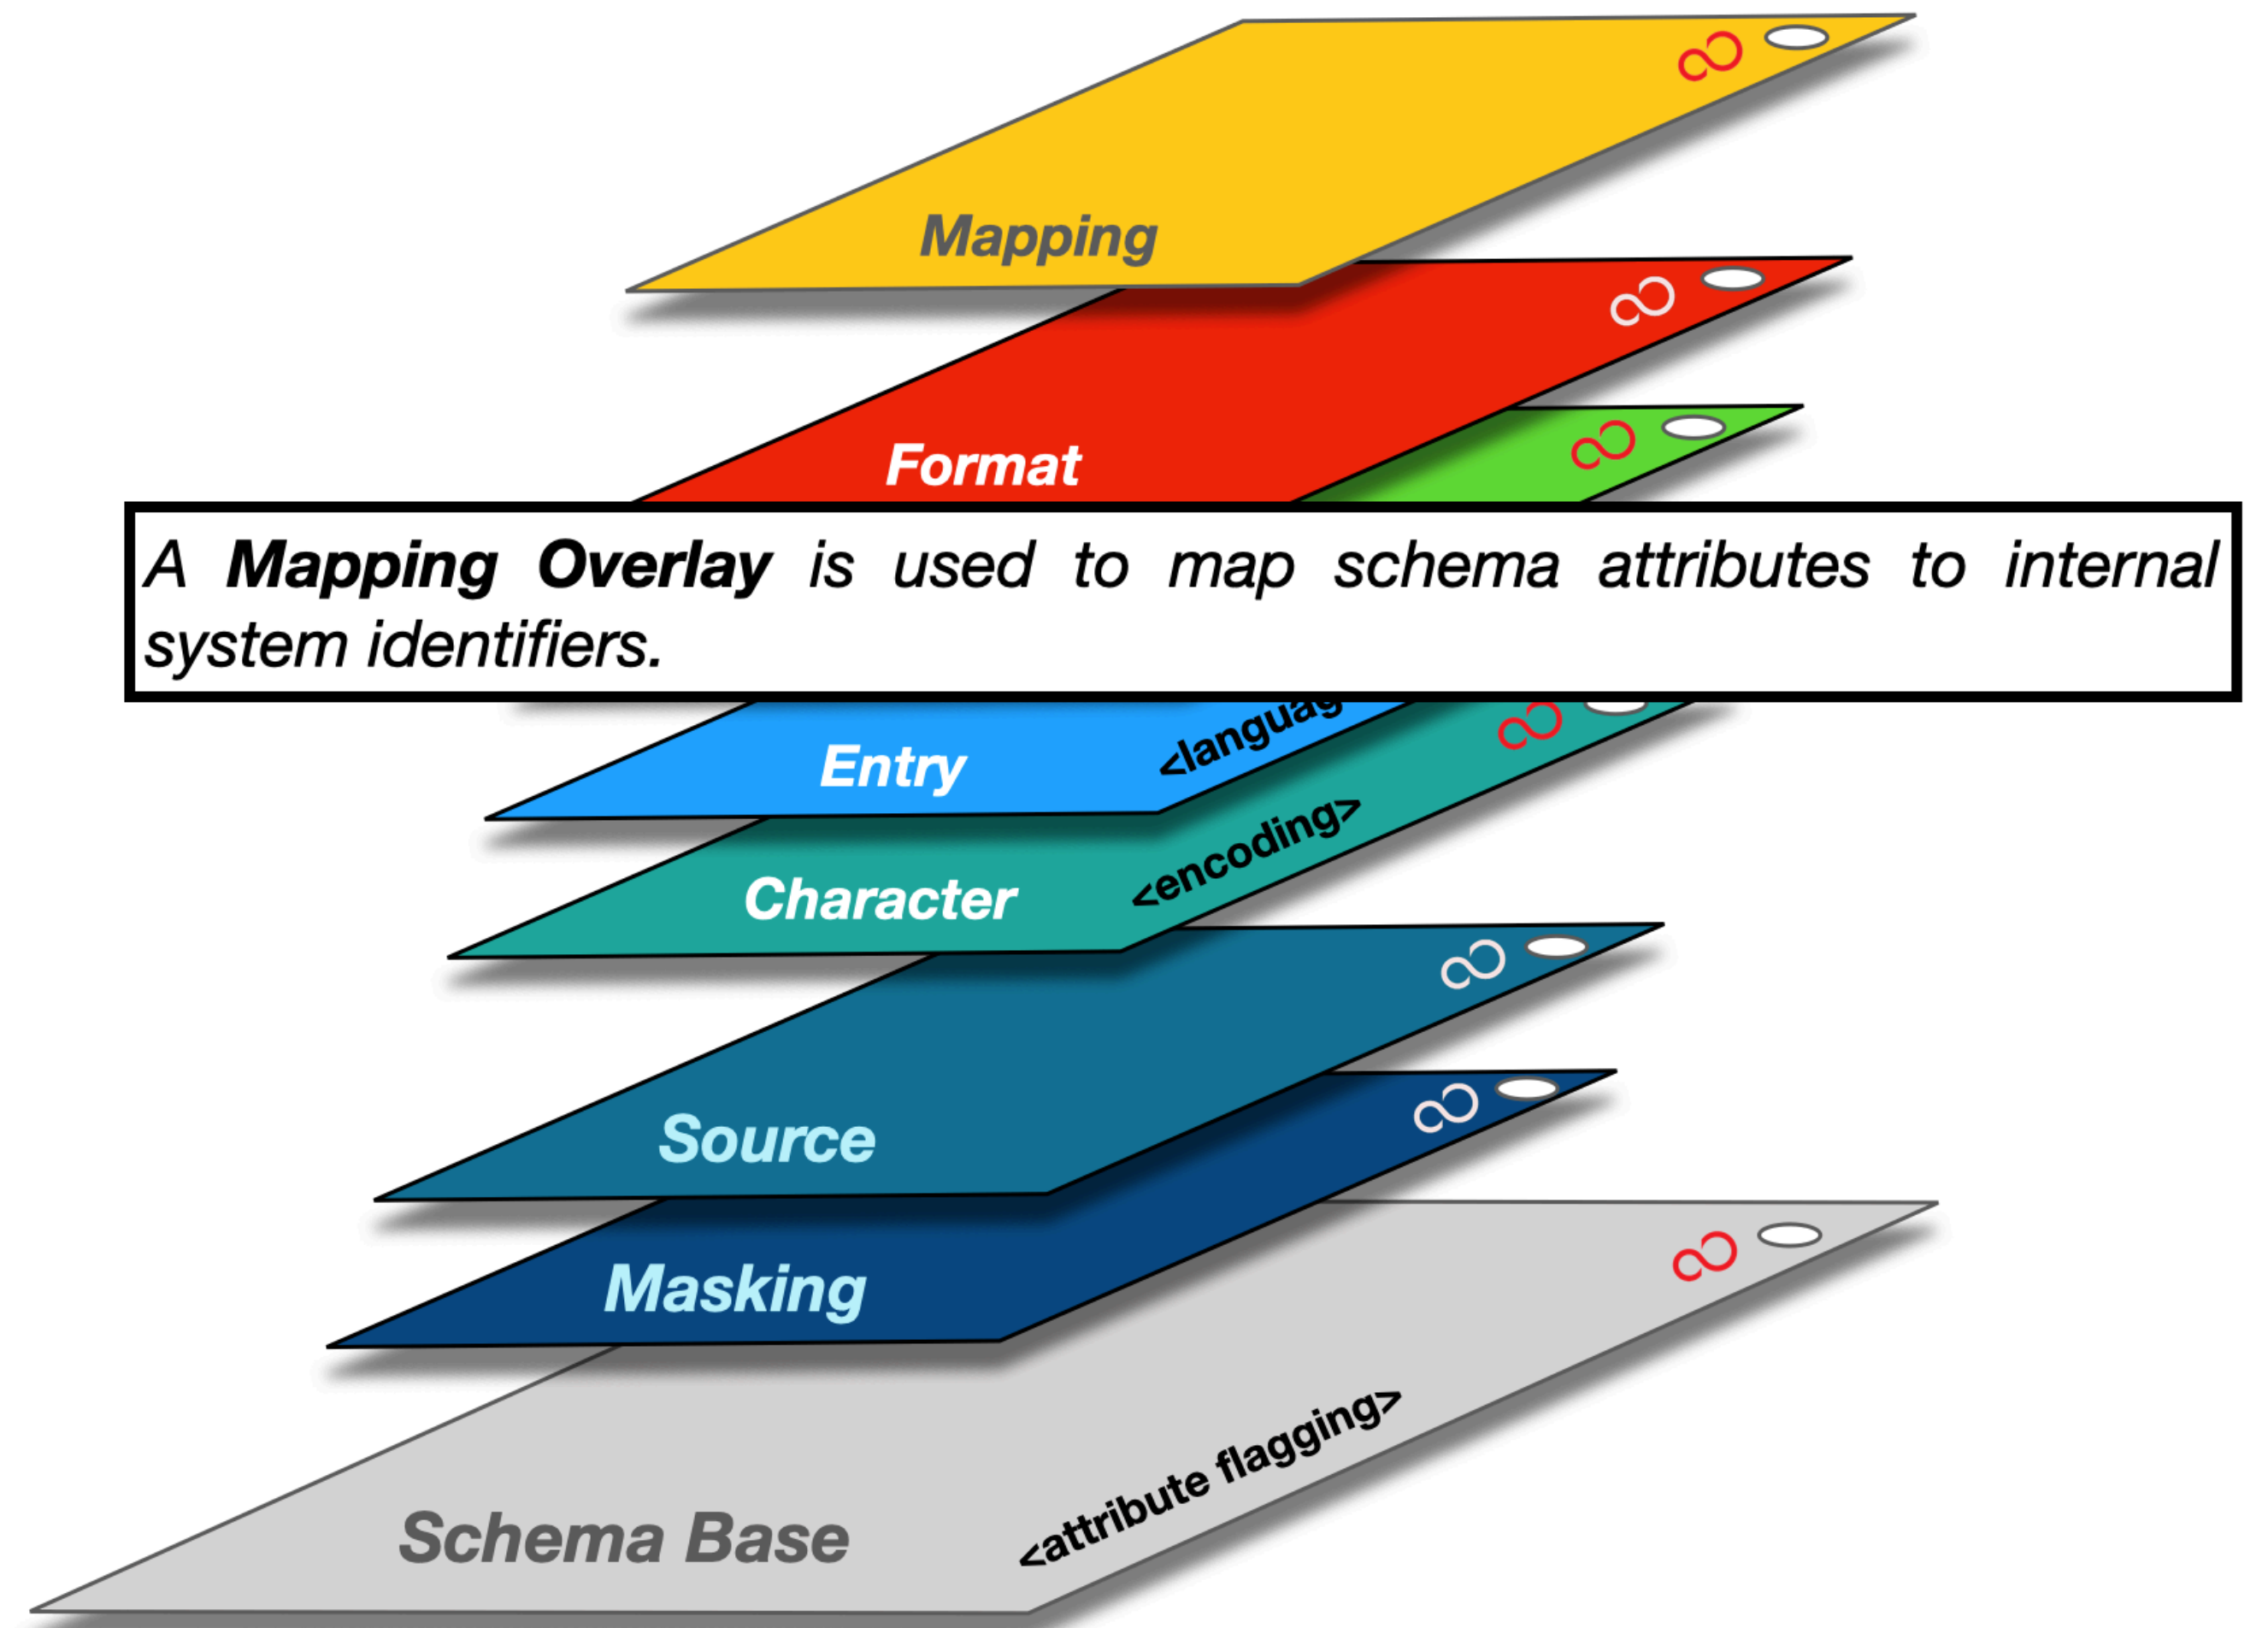 Mapping
Format
A Mapping Overlay is used to map schema attributes to internal
system identifiers.
<languag
Entry
<encoding>
Character
Source
Masking
<attribute flagging>
Schema Base